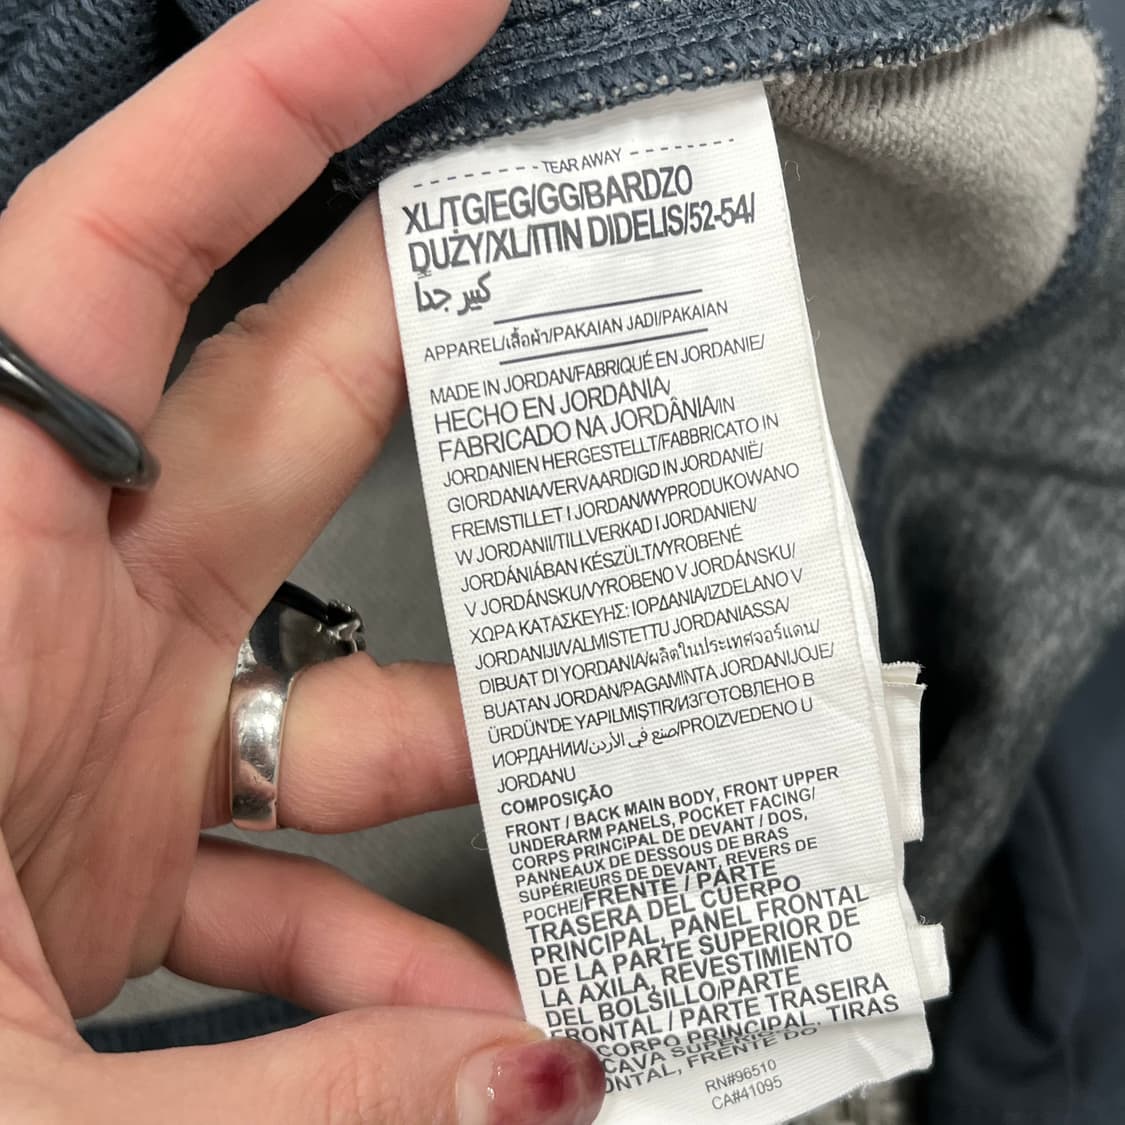 - - - - - - - - - TEAR AWAY - - - - - - - -
XL/TG/EG/GG/BARDZO
DUŻY/XL/ITIN DIDELIS/52-54/
كبير جداً
APPAREL/เสื้อผ้า/PAKAIAN JADI/PAKAIAN
MADE IN JORDAN/FABRIQUÉ EN JORDANIE/
HECHO EN JORDANIA/
FABRICADO NA JORDÂNIA/IN
JORDANIEN HERGESTELLT/FABBRICATO IN
GIORDANIA/VERVAARDIGD IN JORDANIË/
FREMSTILLET I JORDAN/WYPRODUKOWANO
W JORDANII/TILLVERKAD I JORDANIEN/
JORDÁNIÁBAN KÉSZÜLT/VYROBENÉ
V JORDÁNSKU/VYROBENO V JORDÁNSKU/
ΧΩΡΑ ΚΑΤΑΣΚΕΥΗΣ: ΙΟΡΔΑΝΙΑ/IZDELANO V
JORDANIJI/VALMISTETTU JORDANIASSA/
DIBUAT DI YORDANIA/ผลิตในประเทศจอร์แดน/
BUATAN JORDAN/PAGAMINTA JORDANIJOJE/
ÜRDÜN'DE YAPILMIŞTIR/ИЗГОТОВЛЕНО В
ИОРДАНИИ/صنع في الأردن/PROIZVEDENO U
JORDANU
COMPOSIÇÃO
FRONT / BACK MAIN BODY, FRONT UPPER
UNDERARM PANELS, POCKET FACING/
CORPS PRINCIPAL DE DEVANT / DOS,
PANNEAUX DE DESSOUS DE BRAS
SUPÉRIEURS DE DEVANT, REVERS DE
POCHE/FRENTE / PARTE
TRASERA DEL CUERPO
PRINCIPAL, PANEL FRONTAL
DE LA PARTE SUPERIOR DE
LA AXILA, REVESTIMIENTO
DEL BOLSILLO/PARTE
FRONTAL / PARTE TRASEIRA
CORPO PRINCIPAL, TIRAS
CAVA FRENTE DO
RN#96510
CA#41095